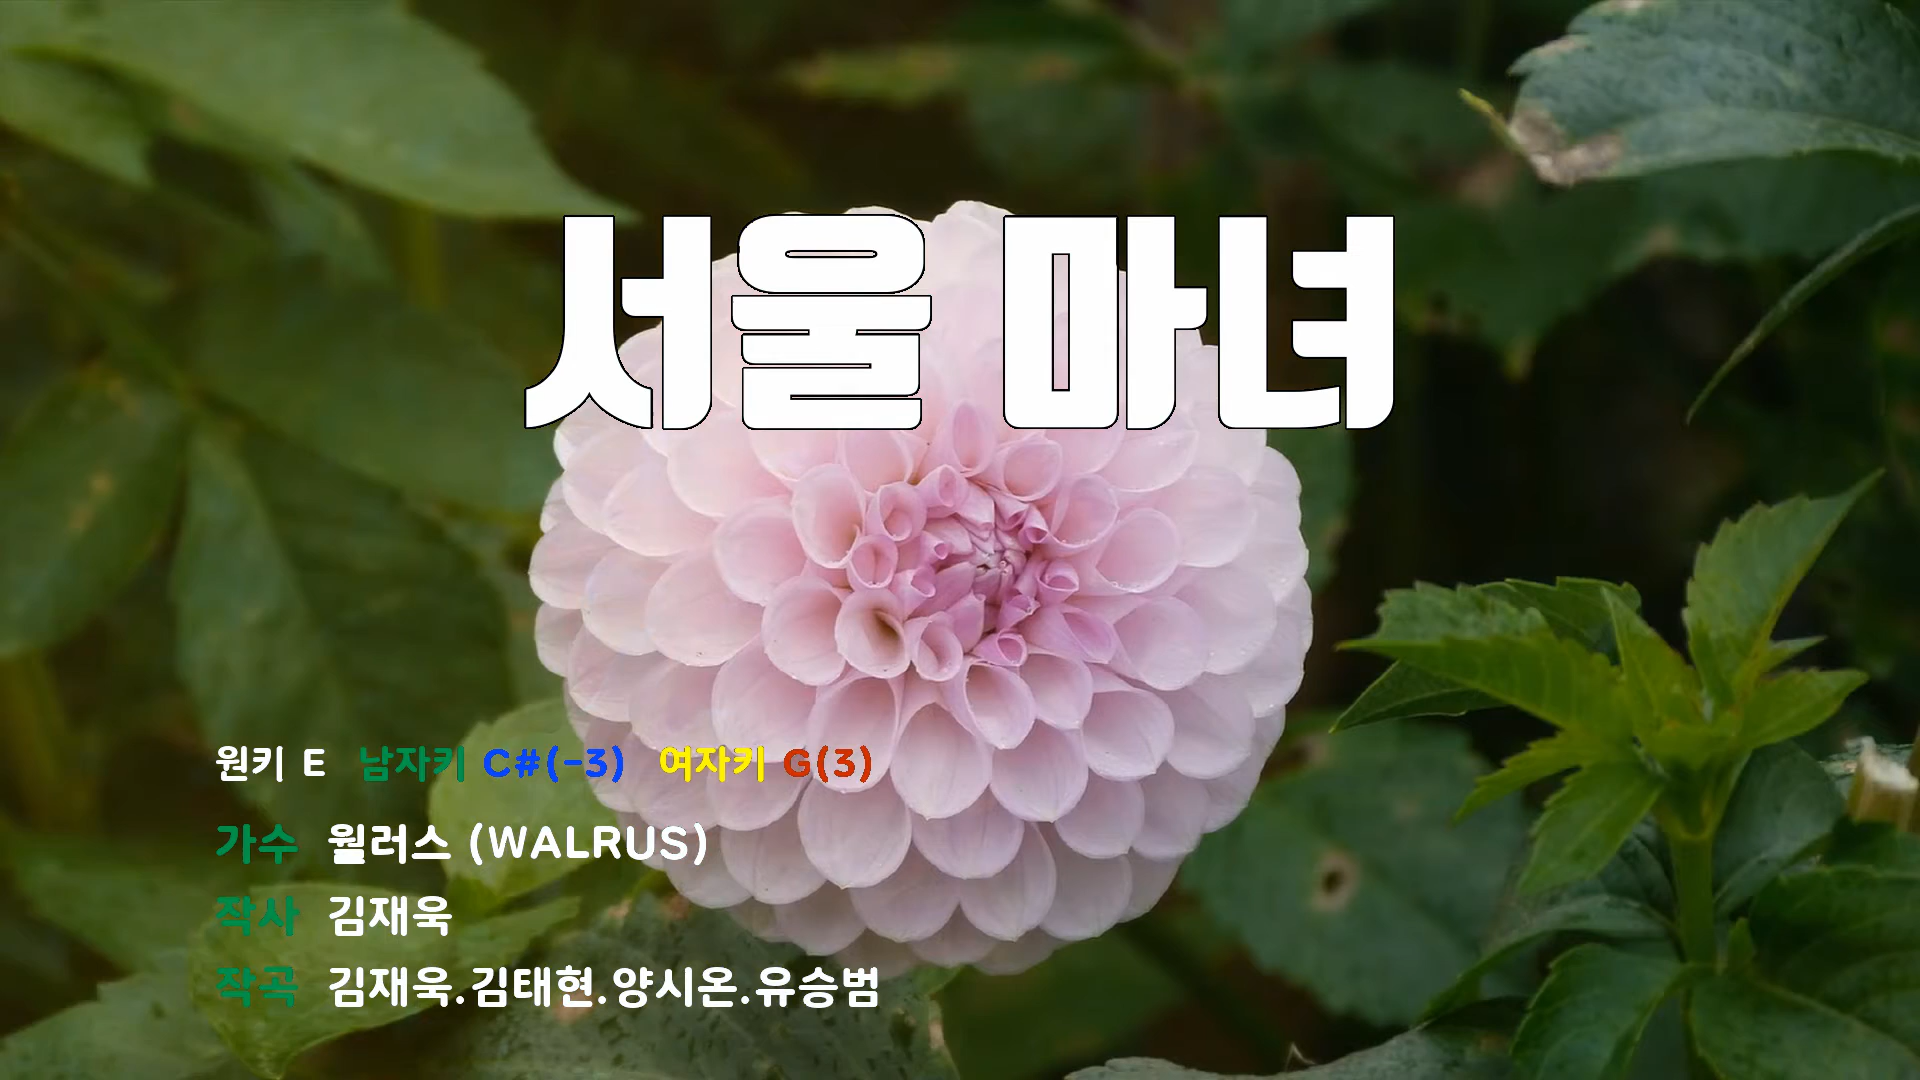 서울 마녀
원키 E 남자키 C#(-3) 여자키 G(3)
가수 월러스 (WALRUS)
작사 김재욱
작곡 김재욱.김태현.양시온.유승범